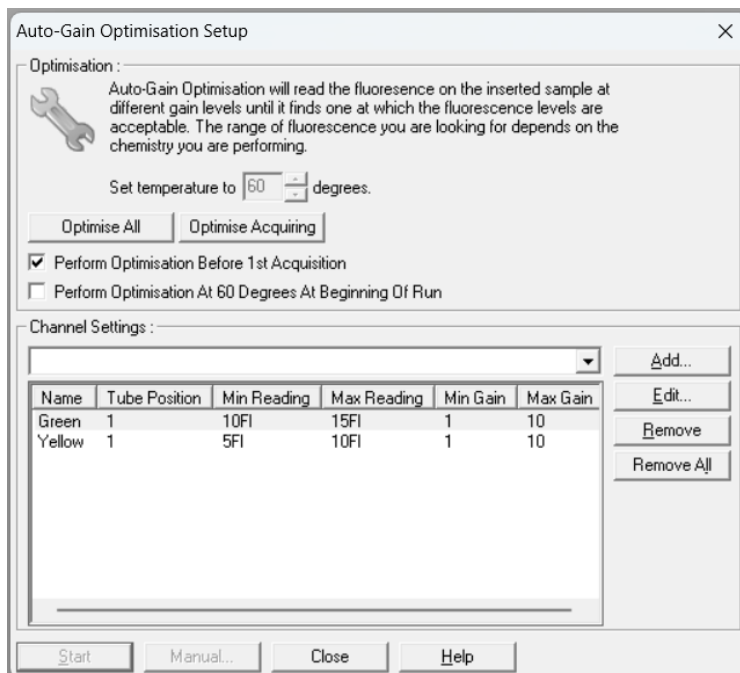 Auto-Gain Optimisation Setup
Optimisation :
Auto-Gain Optimisation will read the fluoresence on the inserted sample at
different gain levels until it finds one at which the fluorescence levels are
acceptable. The range of fluorescence you are looking for depends on the
chemistry you are performing.
Set temperature to 60 degrees.
Optimise All Optimise Acquiring
Perform Optimisation Before 1st Acquisition
Perform Optimisation At 60 Degrees At Beginning Of Run
Channel Settings :
Add...
Name Tube Position Min Reading Max Reading Min Gain Max Gain Edit...
Green 1 10Fl 15Fl 1 10
Yellow 1 5Fl 10Fl 1 10
Remove
Remove All
Start Manual... Close Help